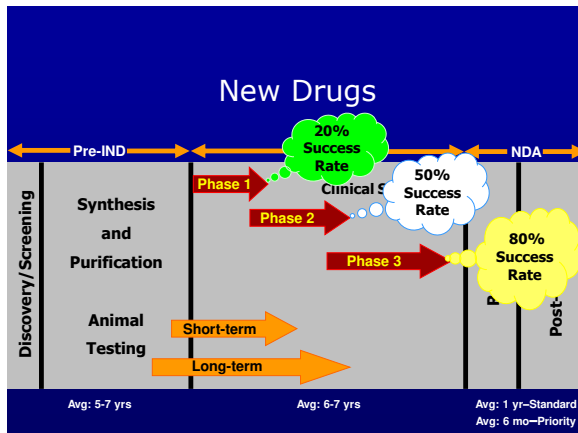 New Drugs
Pre-IND
NDA
20%
Success
Rate
50%
Success
Rate
80%
Success
Rate
Phase 1
Clinical S
Phase 2
Phase 3
Discovery/Screening
Synthesis
and
Purification
Animal
Testing
Short-term
Long-term
Post-
Avg: 5-7 yrs
Avg: 6-7 yrs
Avg: 1 yr–Standard
Avg: 6 mo–Priority